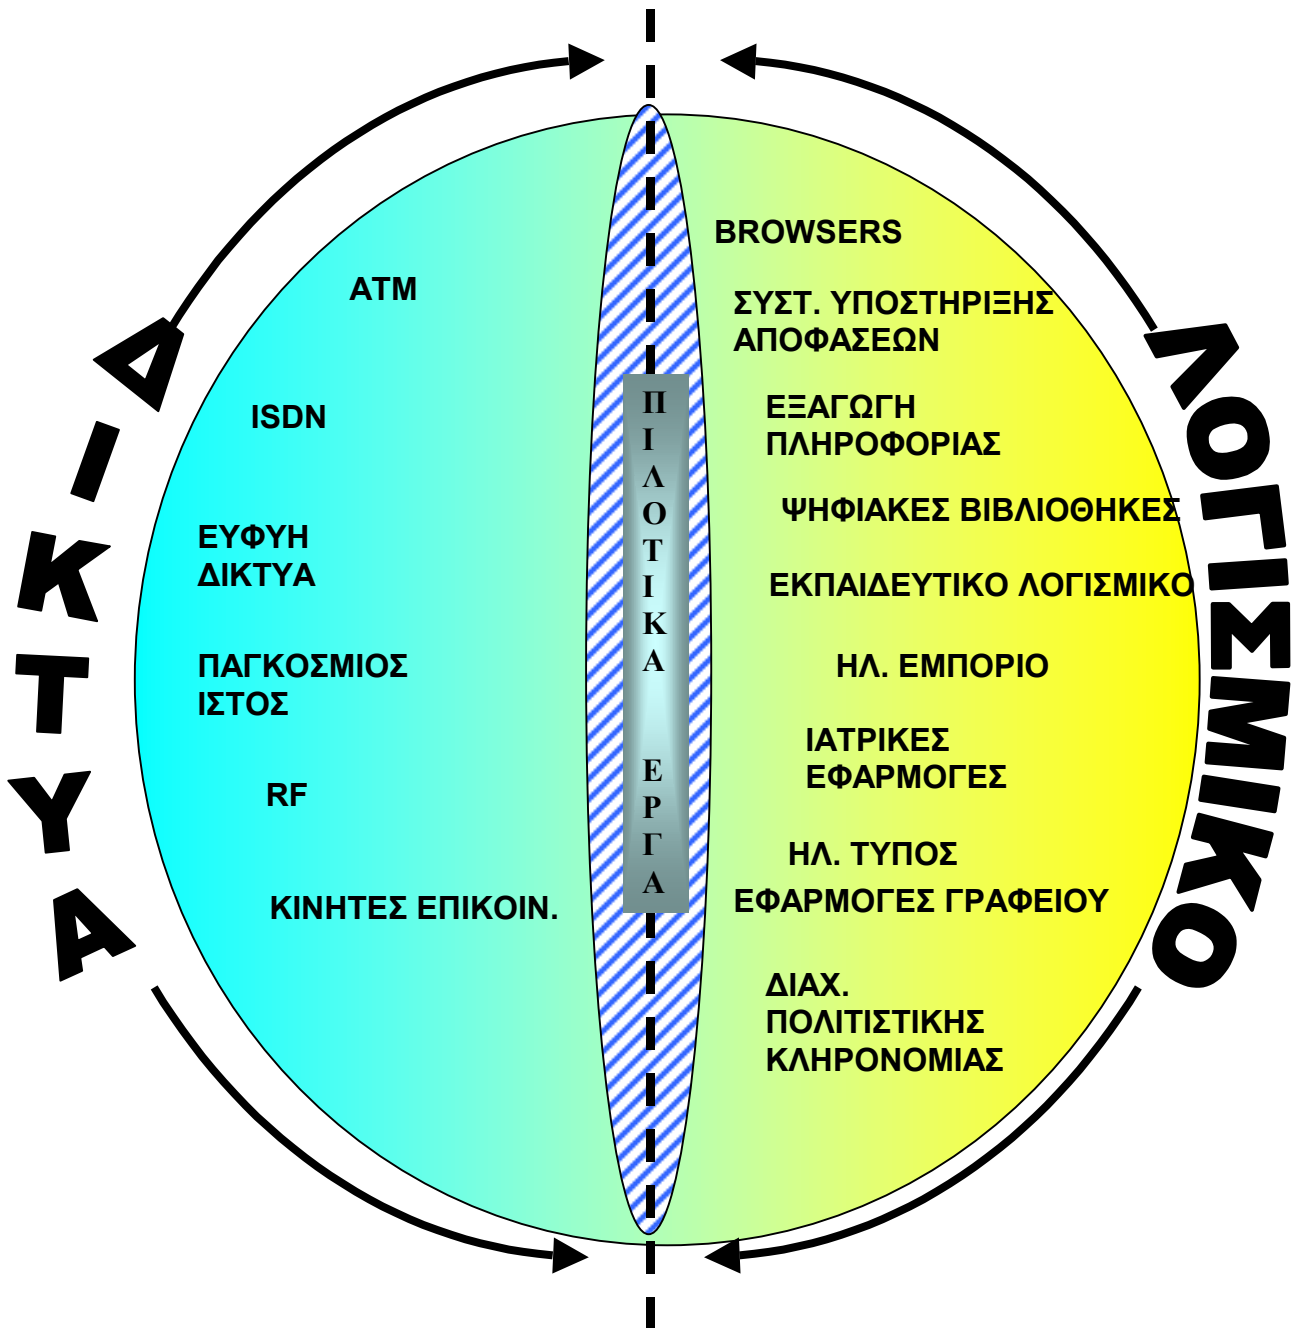 ΔΙΚΤΥΑ
ATM
ISDN
ΕΥΦΥΗ
ΔΙΚΤΥΑ
ΠΑΓΚΟΣΜΙΟΣ
ΙΣΤΟΣ
RF
ΚΙΝΗΤΕΣ ΕΠΙΚΟΙΝ.
ΠΙΛΟΤΙΚΑ ΕΡΓΑ
BROWSERS
ΣΥΣΤ. ΥΠΟΣΤΗΡΙΞΗΣ
ΑΠΟΦΑΣΕΩΝ
ΕΞΑΓΩΓΗ
ΠΛΗΡΟΦΟΡΙΑΣ
ΨΗΦΙΑΚΕΣ ΒΙΒΛΙΟΘΗΚΕΣ
ΕΚΠΑΙΔΕΥΤΙΚΟ ΛΟΓΙΣΜΙΚΟ
ΗΛ. ΕΜΠΟΡΙΟ
ΙΑΤΡΙΚΕΣ
ΕΦΑΡΜΟΓΕΣ
ΗΛ. ΤΥΠΟΣ
ΕΦΑΡΜΟΓΕΣ ΓΡΑΦΕΙΟΥ
ΔΙΑΧ.
ΠΟΛΙΤΙΣΤΙΚΗΣ
ΚΛΗΡΟΝΟΜΙΑΣ
ΛΟΓΙΣΜΙΚΟ